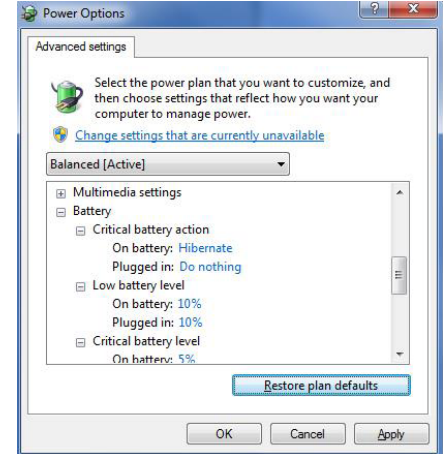 Power Options
Advanced settings
Select the power plan that you want to customize, and
then choose settings that reflect how you want your
computer to manage power.
Change settings that are currently unavailable
Balanced [Active]
Multimedia settings
Battery
Critical battery action
On battery: Hibernate
Plugged in: Do nothing
Low battery level
On battery: 10%
Plugged in: 10%
Critical battery level
On battery: 5%
Restore plan defaults
OK Cancel Apply